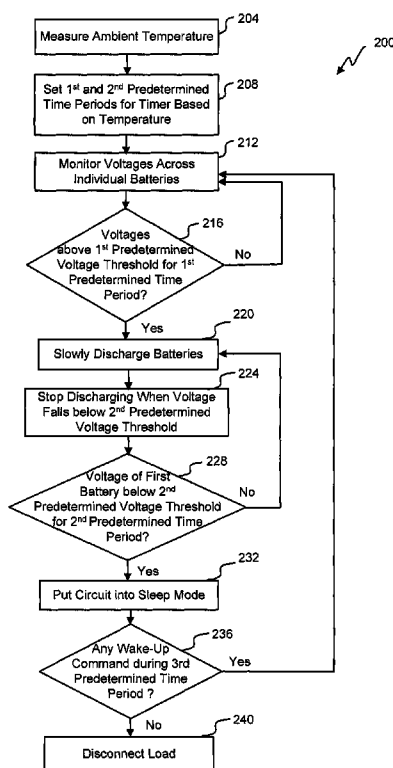 204
Measure Ambient Temperature
200
208
Set 1st and 2nd Predetermined
Time Periods for Timer Based
on Temperature
212
Monitor Voltages Across
Individual Batteries
216
Voltages
above 1st Predetermined
Voltage Threshold for 1st
Predetermined Time
Period?
No
Yes
220
Slowly Discharge Batteries
224
Stop Discharging When Voltage
Falls below 2nd Predetermined
Voltage Threshold
228
Voltage of First
Battery below 2nd
Predetermined Voltage Threshold
for 2nd Predetermined Time
Period?
No
Yes
232
Put Circuit into Sleep Mode
236
Any Wake-Up
Command during 3rd
Predetermined Time
Period ?
Yes
No
240
Disconnect Load